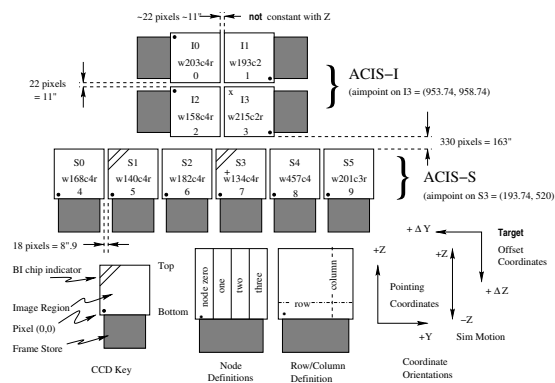 ~22 pixels ~11" not constant with Z
I0 I1
w203c4r w193c2
0 1
ACIS−I
(aimpoint on I3 = (953.74, 958.74)
22 pixels
= 11"
I2 x I3
w158c4r w215c2r
2 3
330 pixels = 163"
S0 S1 S2 S3 S4 S5
+
w168c4r w140c4r w182c4r w134c4r w457c4 w201c3r
4 5 6 7 8 9
ACIS−S
(aimpoint on S3 = (193.74, 520)
18 pixels = 8".9
BI chip indicator
Image Region
Pixel (0,0)
Frame Store
Top
Bottom
CCD Key
node zero
one
two
three
Node
Definitions
row
column
Row/Column
Definition
+Z
Pointing
Coordinates
+Y
+ Δ Y
Target
Offset
Coordinates
+Z
+ Δ Z
−Z
Sim Motion
Coordinate
Orientations